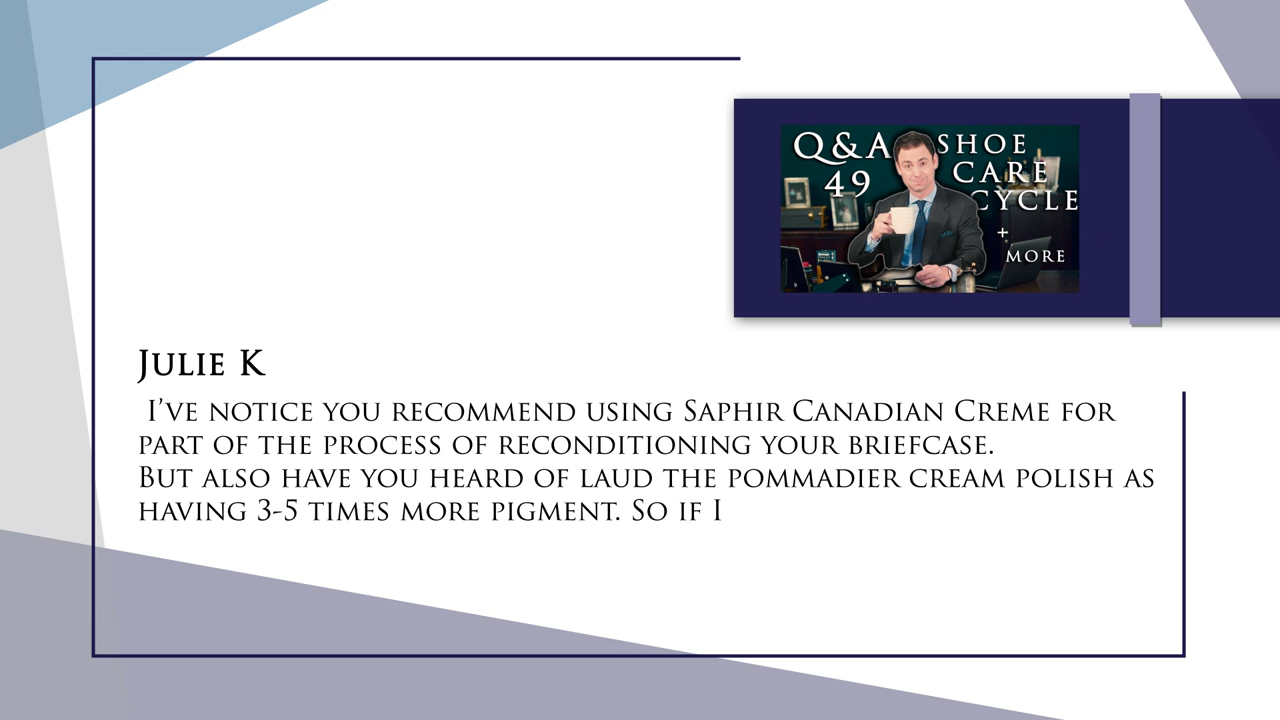 Q&A
49
SHOE
CARE
CYCLE
+
MORE
Julie K
I’ve notice you recommend using Saphir Canadian Creme for
part of the process of reconditioning your briefcase.
But also have you heard of laud the pommadier cream polish as
having 3-5 times more pigment. So if I